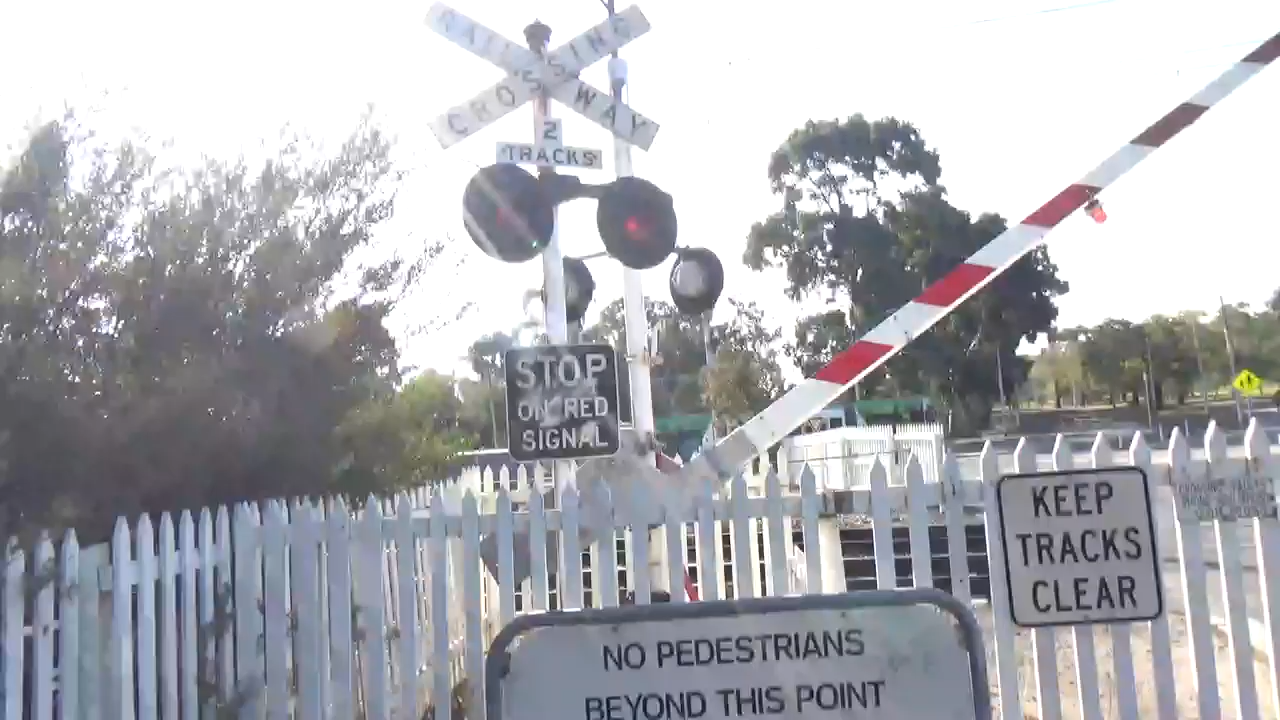 RAILWAY
CROSSING
2
TRACKS
STOP
ON RED
SIGNAL
KEEP
TRACKS
CLEAR
NO PEDESTRIANS
BEYOND THIS POINT